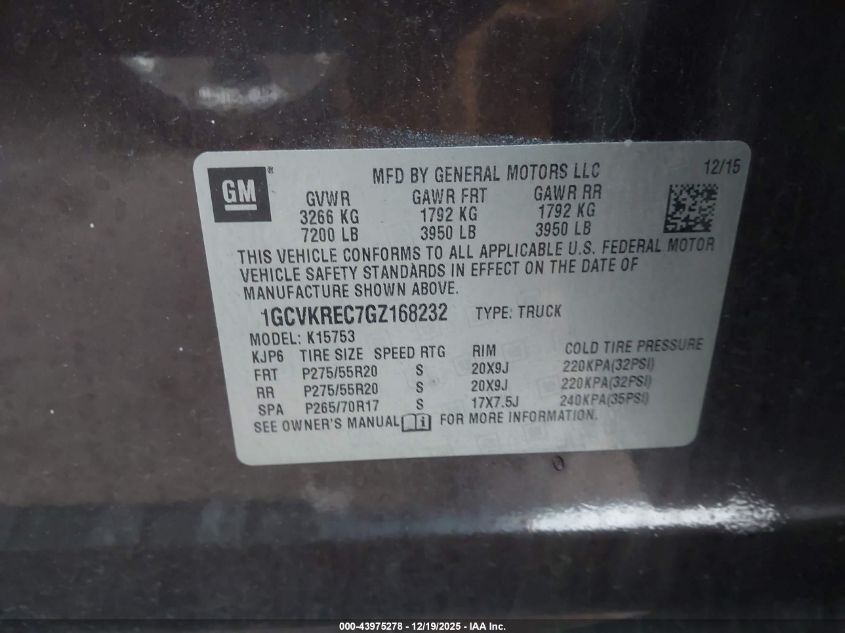 GM ®
MFD BY GENERAL MOTORS LLC 12/15
GVWR GAWR FRT GAWR RR
3266 KG 1792 KG 1792 KG
7200 LB 3950 LB 3950 LB
THIS VEHICLE CONFORMS TO ALL APPLICABLE U.S. FEDERAL MOTOR
VEHICLE SAFETY STANDARDS IN EFFECT ON THE DATE OF
MANUFACTURE SHOWN ABOVE.
1GCVKREC7GZ168232 TYPE: TRUCK
MODEL: K15753
KJP6 TIRE SIZE SPEED RTG RIM COLD TIRE PRESSURE
FRT P275/55R20 S 20X9J 220KPA(32PSI)
RR P275/55R20 S 20X9J 220KPA(32PSI)
SPA P265/70R17 S 17X7.5J 240KPA(35PSI)
SEE OWNER'S MANUAL i FOR MORE INFORMATION.
000-43975278 - 12/19/2025 - IAA Inc.